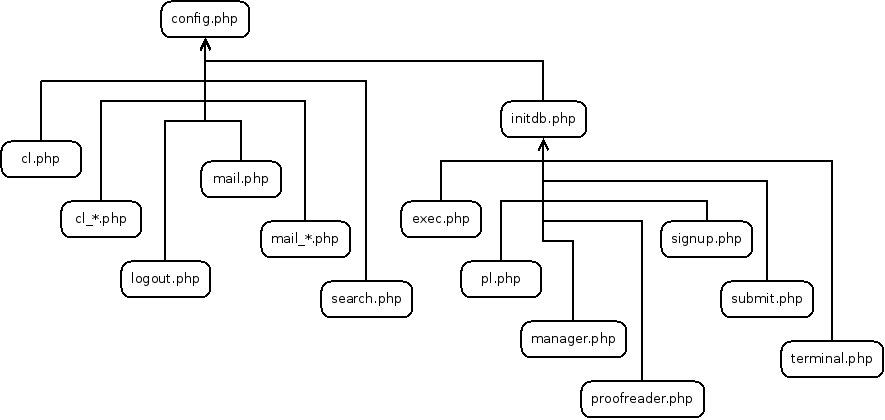 config.php
initdb.php
cl.php
mail.php
cl_*.php
exec.php
mail_*.php
signup.php
logout.php
pl.php
search.php
submit.php
manager.php
terminal.php
proofreader.php